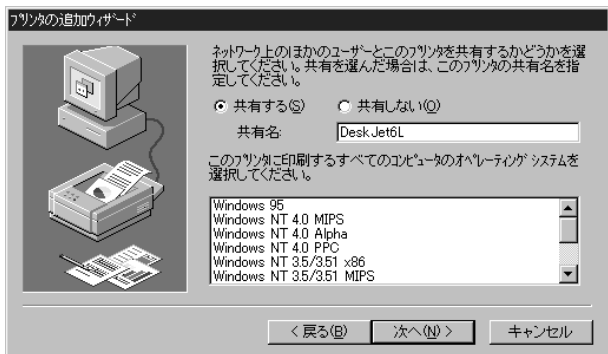 プリンタの追加ウィザード
ネットワーク上のほかのユーザーとこのプリンタを共有するかどうかを選
択してください。共有を選んだ場合は、このプリンタの共有名を指
定してください。
共有する(S) 共有しない(O)
共有名: DeskJet6L
このプリンタに印刷するすべてのコンピュータのオペレーティング システムを
選択してください。
Windows 95
Windows NT 4.0 MIPS
Windows NT 4.0 Alpha
Windows NT 4.0 PPC
Windows NT 3.5/3.51 x86
Windows NT 3.5/3.51 MIPS
< 戻る(B) 次へ(N) > キャンセル